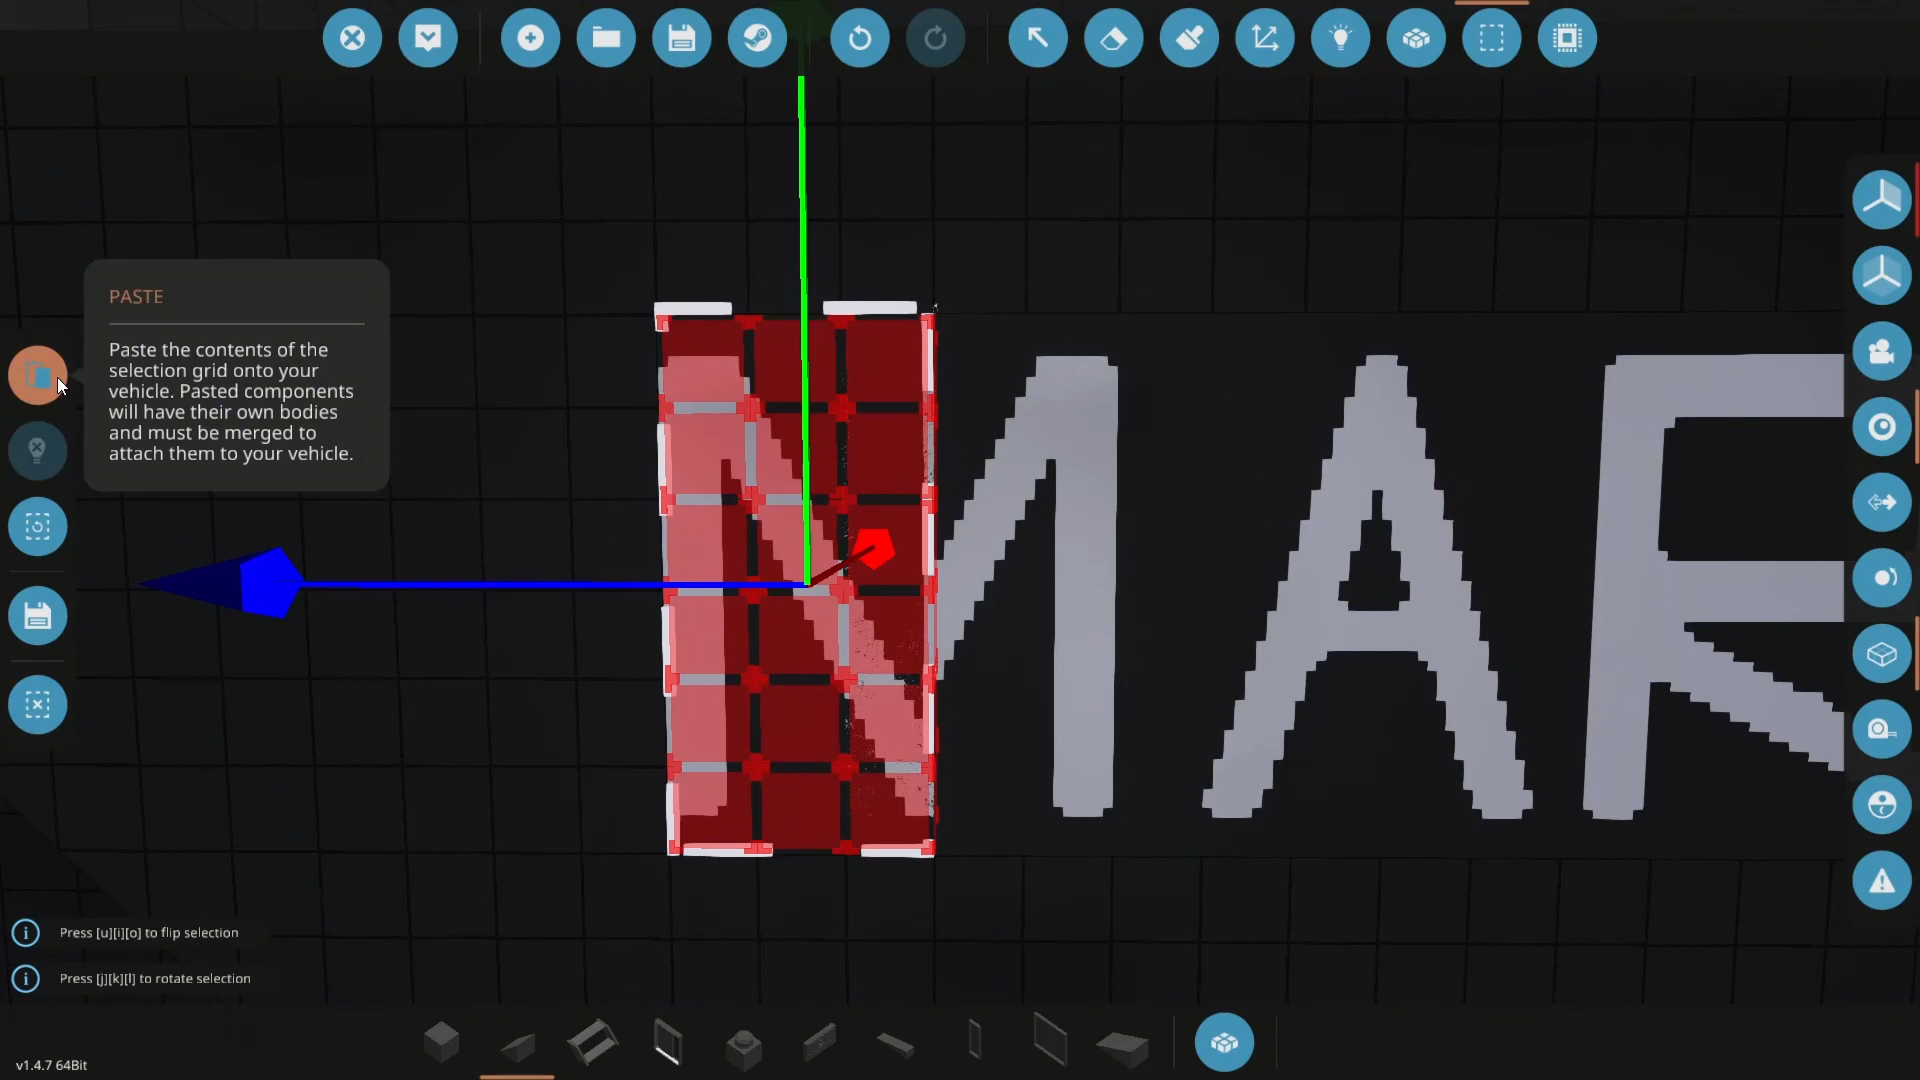 PASTE
Paste the contents of the
selection grid onto your
vehicle. Pasted components
will have their own bodies
and must be merged to
attach them to your vehicle.
MAR
Press [u][i][o] to flip selection
Press [j][k][l] to rotate selection
v1.4.7 64Bit